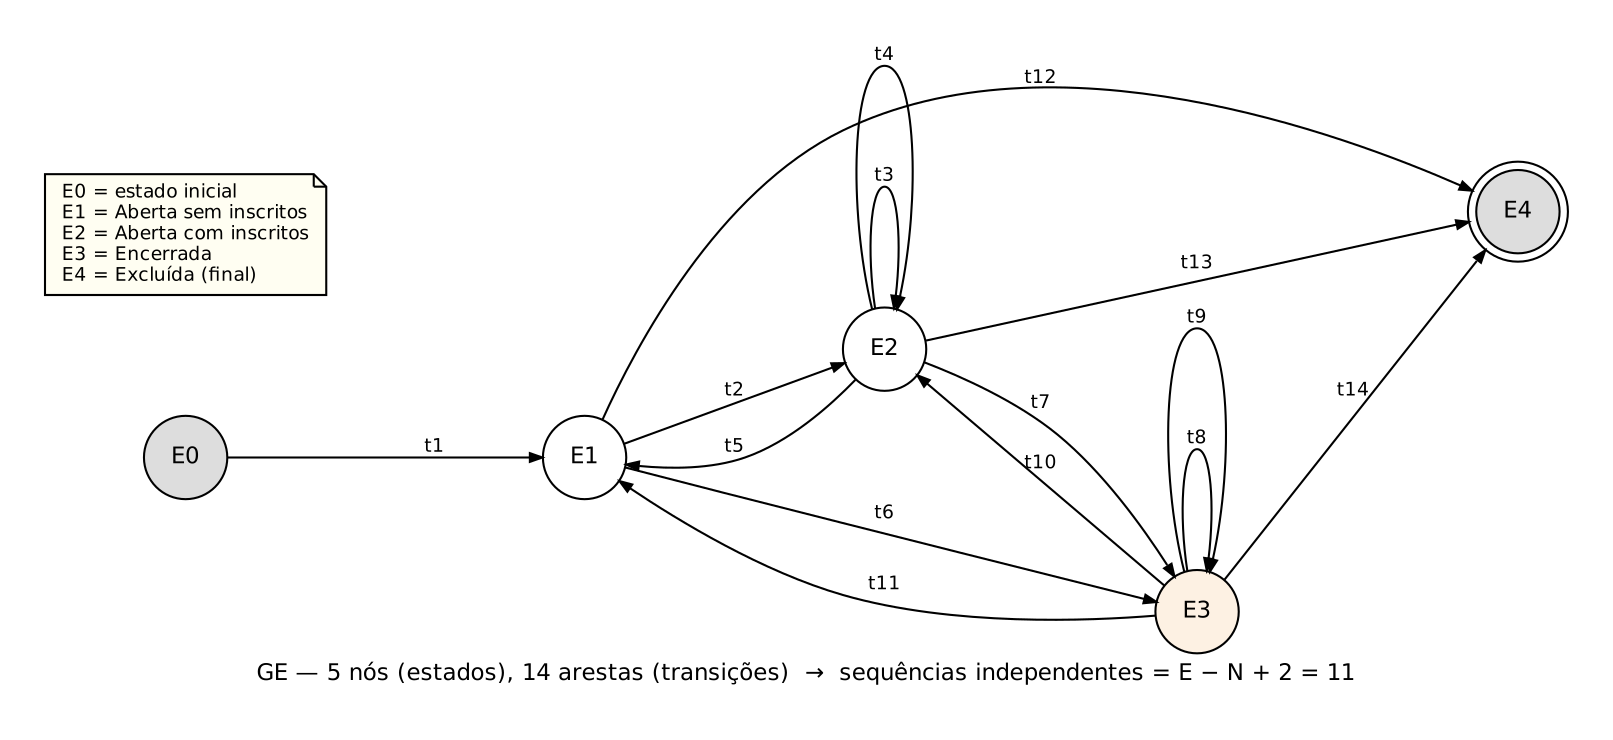 t4
t12
t3
E0 = estado inicial
E1 = Aberta sem inscritos
E2 = Aberta com inscritos
E3 = Encerrada
E4 = Excluída (final)
E4
t13
t9
E2
t2
t7
t14
t5
t8
E0
t1
E1
t10
t6
t11
E3
GE — 5 nós (estados), 14 arestas (transições) → sequências independentes = E − N + 2 = 11